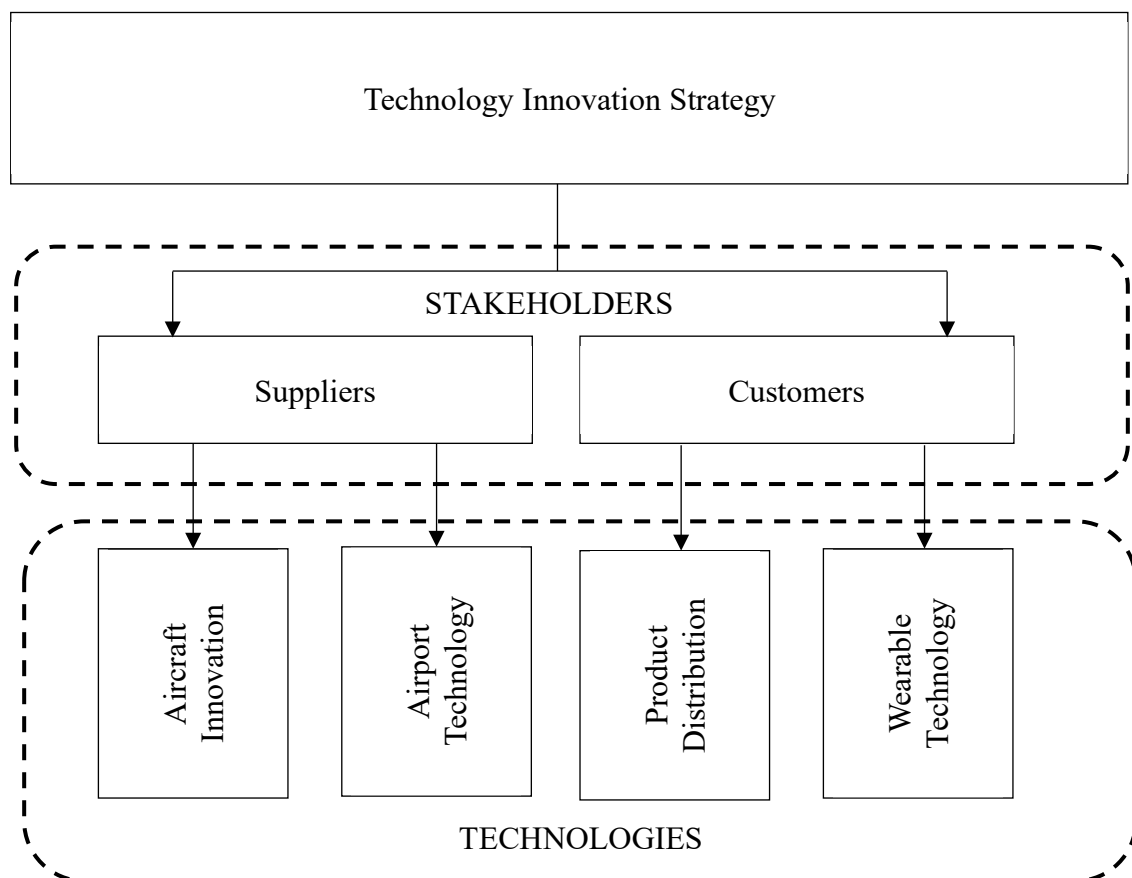 Technology Innovation Strategy
STAKEHOLDERS
Suppliers
Customers
Aircraft
Innovation
Airport
Technology
Product
Distribution
Wearable
Technology
TECHNOLOGIES